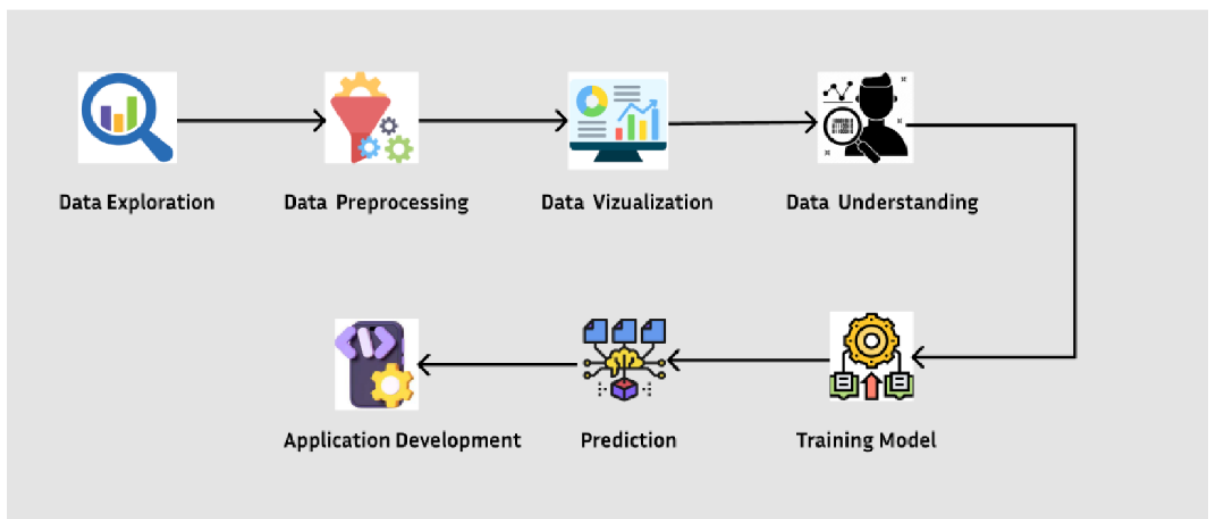 Data Exploration
Data Preprocessing
Data Vizualization
Data Understanding
Application Development
Prediction
Training Model